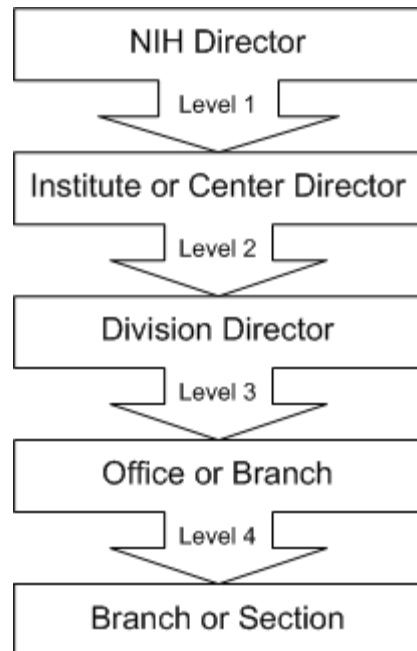 NIH Director
Level 1
Institute or Center Director
Level 2
Division Director
Level 3
Office or Branch
Level 4
Branch or Section